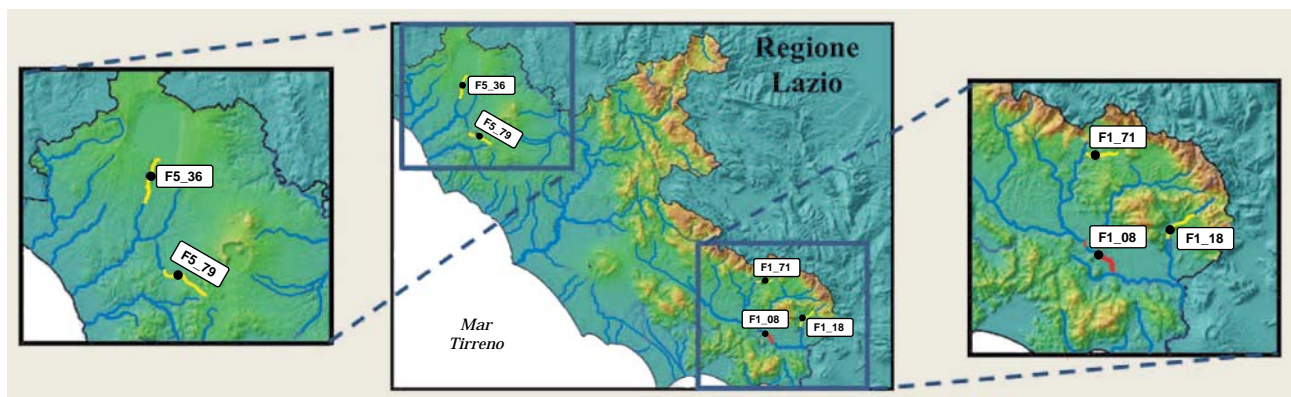 F5_36
F5_79
Regione
Lazio
F5_36
F5_79
F1_71
F1_08
F1_18
Mar
Tirreno
F1_71
F1_08
F1_18